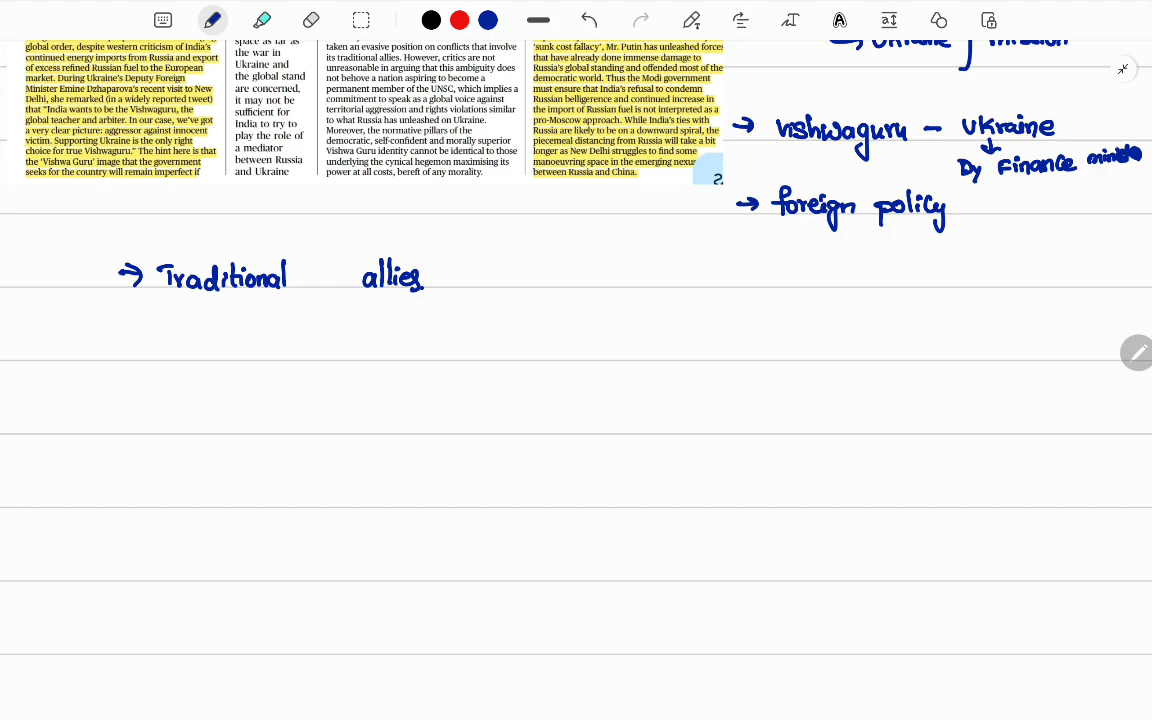 global order, despite western criticism of India's
continued energy imports from Russia and export
of excess refined Russian fuel to the European
market. During Ukraine's Deputy Foreign
Minister Emine Dzhaparova's recent visit to New
Delhi, she remarked (in a widely reported tweet)
that "India wants to be the Vishwaguru, the
global teacher and arbiter. In our case, we've got
a very clear picture: aggressor against innocent
victim. Supporting Ukraine is the only right
choice for true Vishwaguru." The hint here is that
the 'Vishwa Guru' image that the government
seeks for the country will remain imperfect if
space as far as
the war in
Ukraine and
the global stand
are concerned,
it may not be
sufficient for
India to try to
play the role of
a mediator
between Russia
and Ukraine
taken an evasive position on conflicts that involve
its traditional allies. However, critics are not
unreasonable in arguing that this ambiguity does
not behove a nation aspiring to become a
permanent member of the UNSC, which implies a
commitment to speak as a global voice against
territorial aggression and rights violations similar
to what Russia has unleashed on Ukraine.
Moreover, the normative pillars of the
democratic, self-confident and morally superior
Vishwa Guru identity cannot be identical to those
underlying the cynical hegemon maximising its
power at all costs, bereft of any morality.
'sunk cost fallacy', Mr. Putin has unleashed forces
that have already done immense damage to
Russia's global standing and offended most of the
democratic world. Thus the Modi government
must ensure that India's refusal to condemn
Russian belligerence and continued increase in
the import of Russian fuel is not interpreted as a
pro-Moscow approach. While India's ties with
Russia are likely to be on a downward spiral, the
piecemeal distancing from Russia will take a bit
longer as New Delhi struggles to find some
manoeuvring space in the emerging nexus
between Russia and China.
2
→ Vishwaguru – Ukraine
↓
Dy Finance minister
→ foreign policy
→ Traditional allies